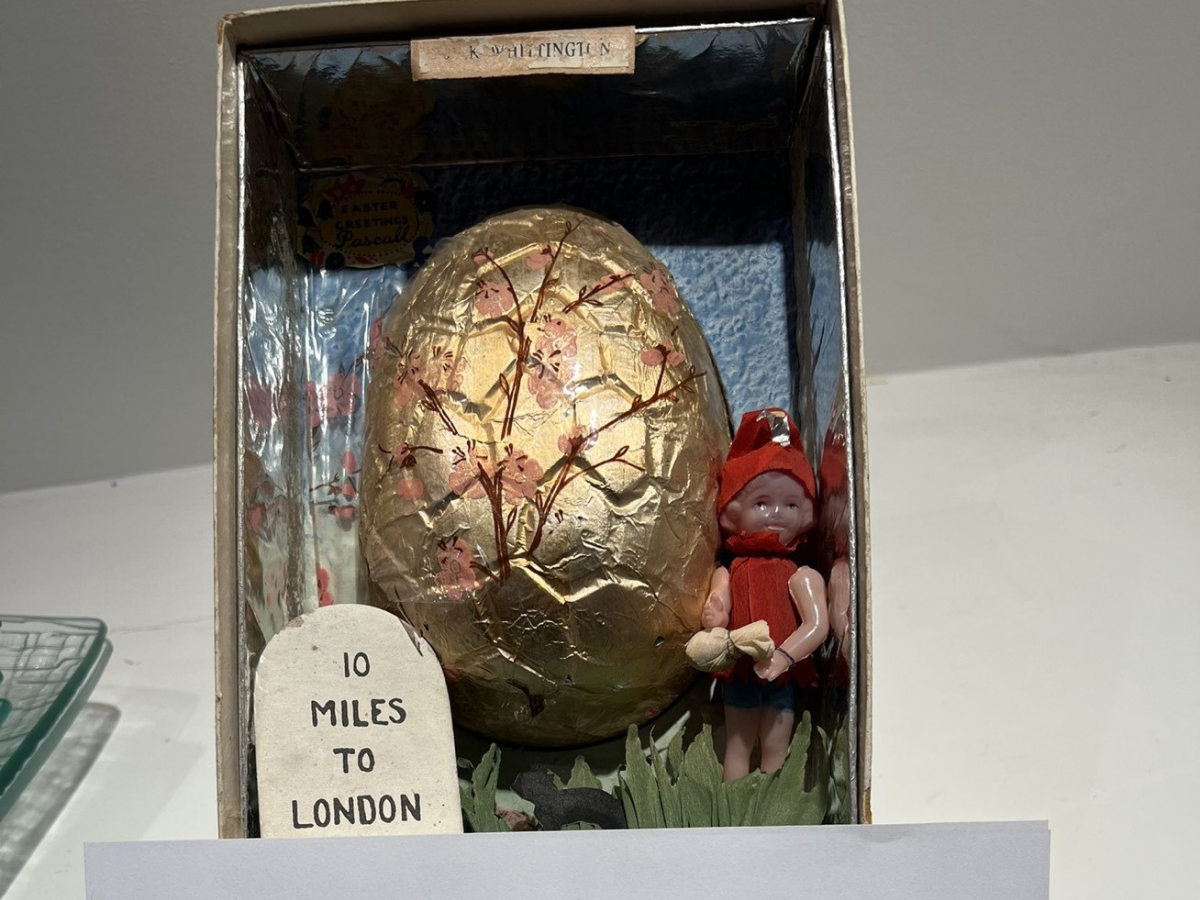 K WHITTINGTON
EASTER
GREETINGS
Pascall
10
MILES
TO
LONDON